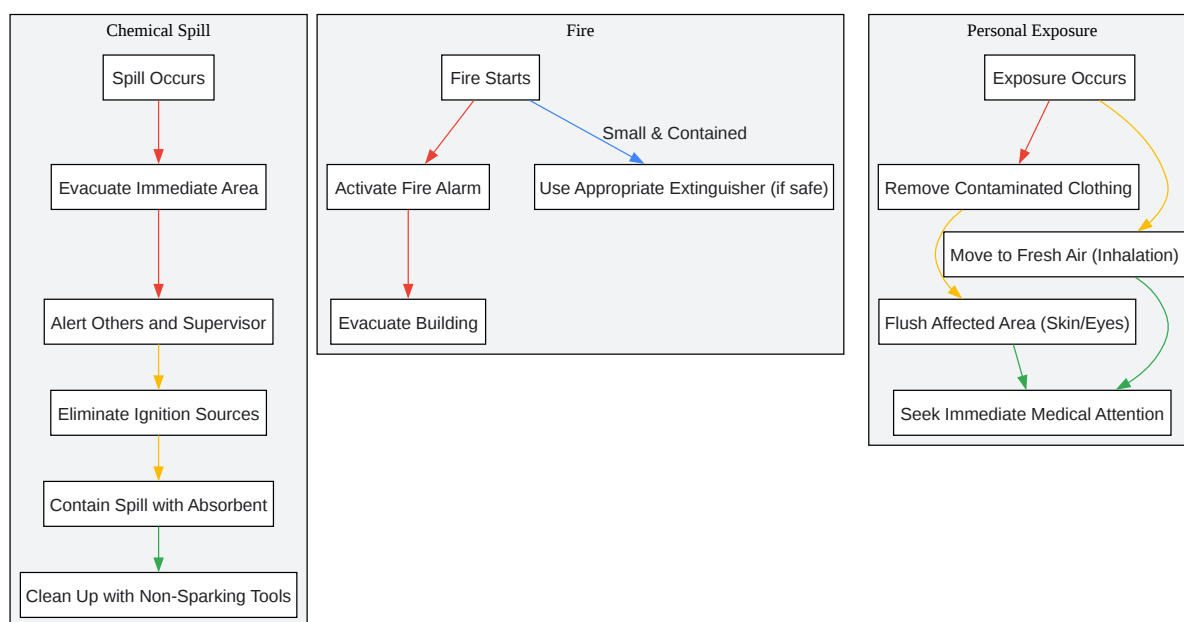 Chemical Spill
Spill Occurs
Evacuate Immediate Area
Alert Others and Supervisor
Eliminate Ignition Sources
Contain Spill with Absorbent
Clean Up with Non-Sparking Tools
Fire
Fire Starts
Small & Contained
Activate Fire Alarm
Use Appropriate Extinguisher (if safe)
Evacuate Building
Personal Exposure
Exposure Occurs
Remove Contaminated Clothing
Move to Fresh Air (Inhalation)
Flush Affected Area (Skin/Eyes)
Seek Immediate Medical Attention